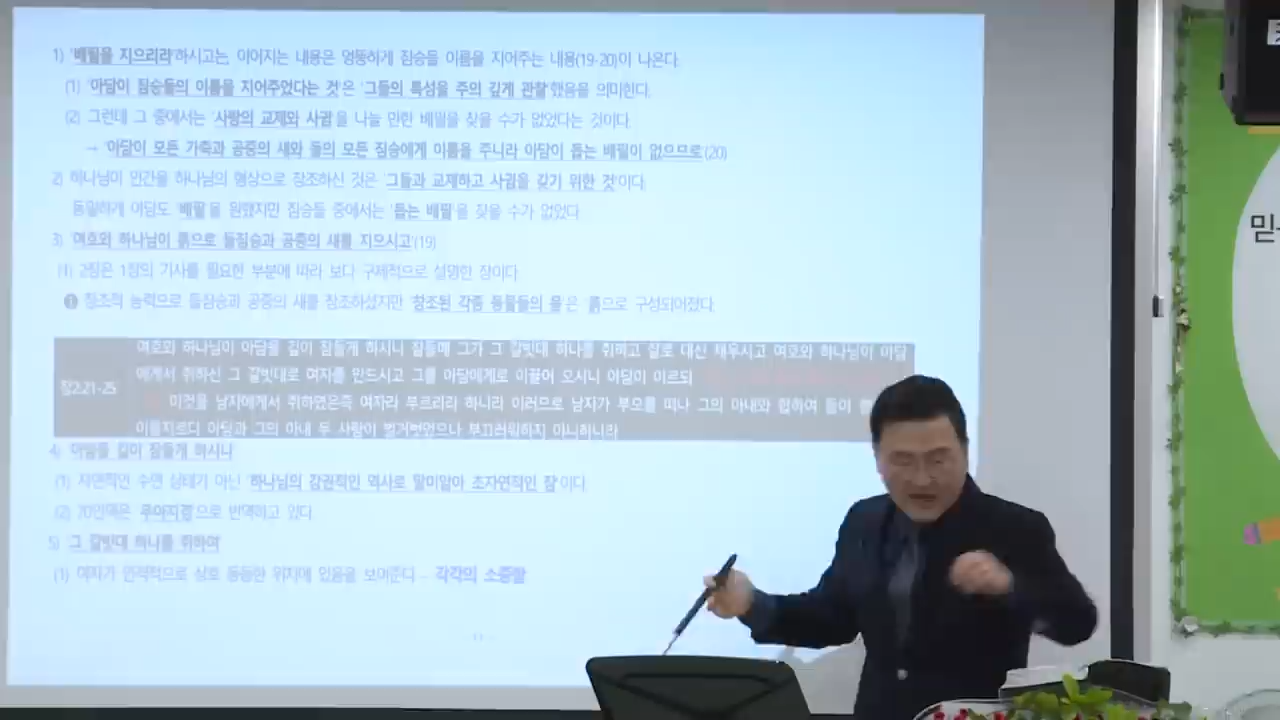 1) '배필을 지으리라'하시고는, 이어지는 내용은 엉뚱하게 짐승들 이름을 지어주는 내용(19-20)이 나온다.
(1) '아담이 짐승들의 이름을 지어주었다는 것'은 '그들의 특성을 주의 깊게 관찰'했음을 의미한다.
(2) 그런데 그 중에서는 '사랑의 교제와 사귐'을 나눌 만한 배필을 찾을 수가 없었다는 것이다.
→ '아담이 모든 가축과 공중의 새와 들의 모든 짐승에게 이름을 주니라 아담이 돕는 배필이 없으므로'(20)
2) 하나님이 인간을 하나님의 형상으로 창조하신 것은 '그들과 교제하고 사귐을 갖기 위한 것'이다.
동일하게 아담도 '배필'을 원했지만 짐승들 중에서는 '돕는 배필'을 찾을 수가 없었다.
3) '여호와 하나님이 흙으로 들짐승과 공중의 새를 지으시고'(19)
(1) 2장은 1장의 기사를 필요한 부분에 따라 보다 구체적으로 설명한 장이다.
❶ 창조적 능력으로 들짐승과 공중의 새를 창조하셨지만 '창조된 각종 동물들의 몸'은 '흙'으로 구성되어졌다.
여호와 하나님이 아담을 깊이 잠들게 하시니 잠들매 그가 그 갈빗대 하나를 취하고 살로 대신 채우시고 여호와 하나님이 아담
창2:21-25
에게서 취하신 그 갈빗대로 여자를 만드시고 그를 아담에게로 이끌어 오시니 아담이 이르되
이것을 남자에게서 취하였은즉 여자라 부르리라 하니라 이러므로 남자가 부모를 떠나 그의 아내와 합하여 둘이 한
이룰지로다 아담과 그의 아내 두 사람이 벌거벗었으나 부끄러워하지 아니하니라
4) '아담을 깊이 잠들게 하시니'
(1) 자연적인 수면 상태가 아닌 '하나님의 강권적인 역사로 말미암아 초자연적인 잠'이다.
(2) 70인역은 '무아지경'으로 번역하고 있다.
5) '그 갈빗대 하나를 취하여'
(1) 여자가 인격적으로 상호 동등한 위치에 있음을 보여준다 – 각각의 소중함
믿